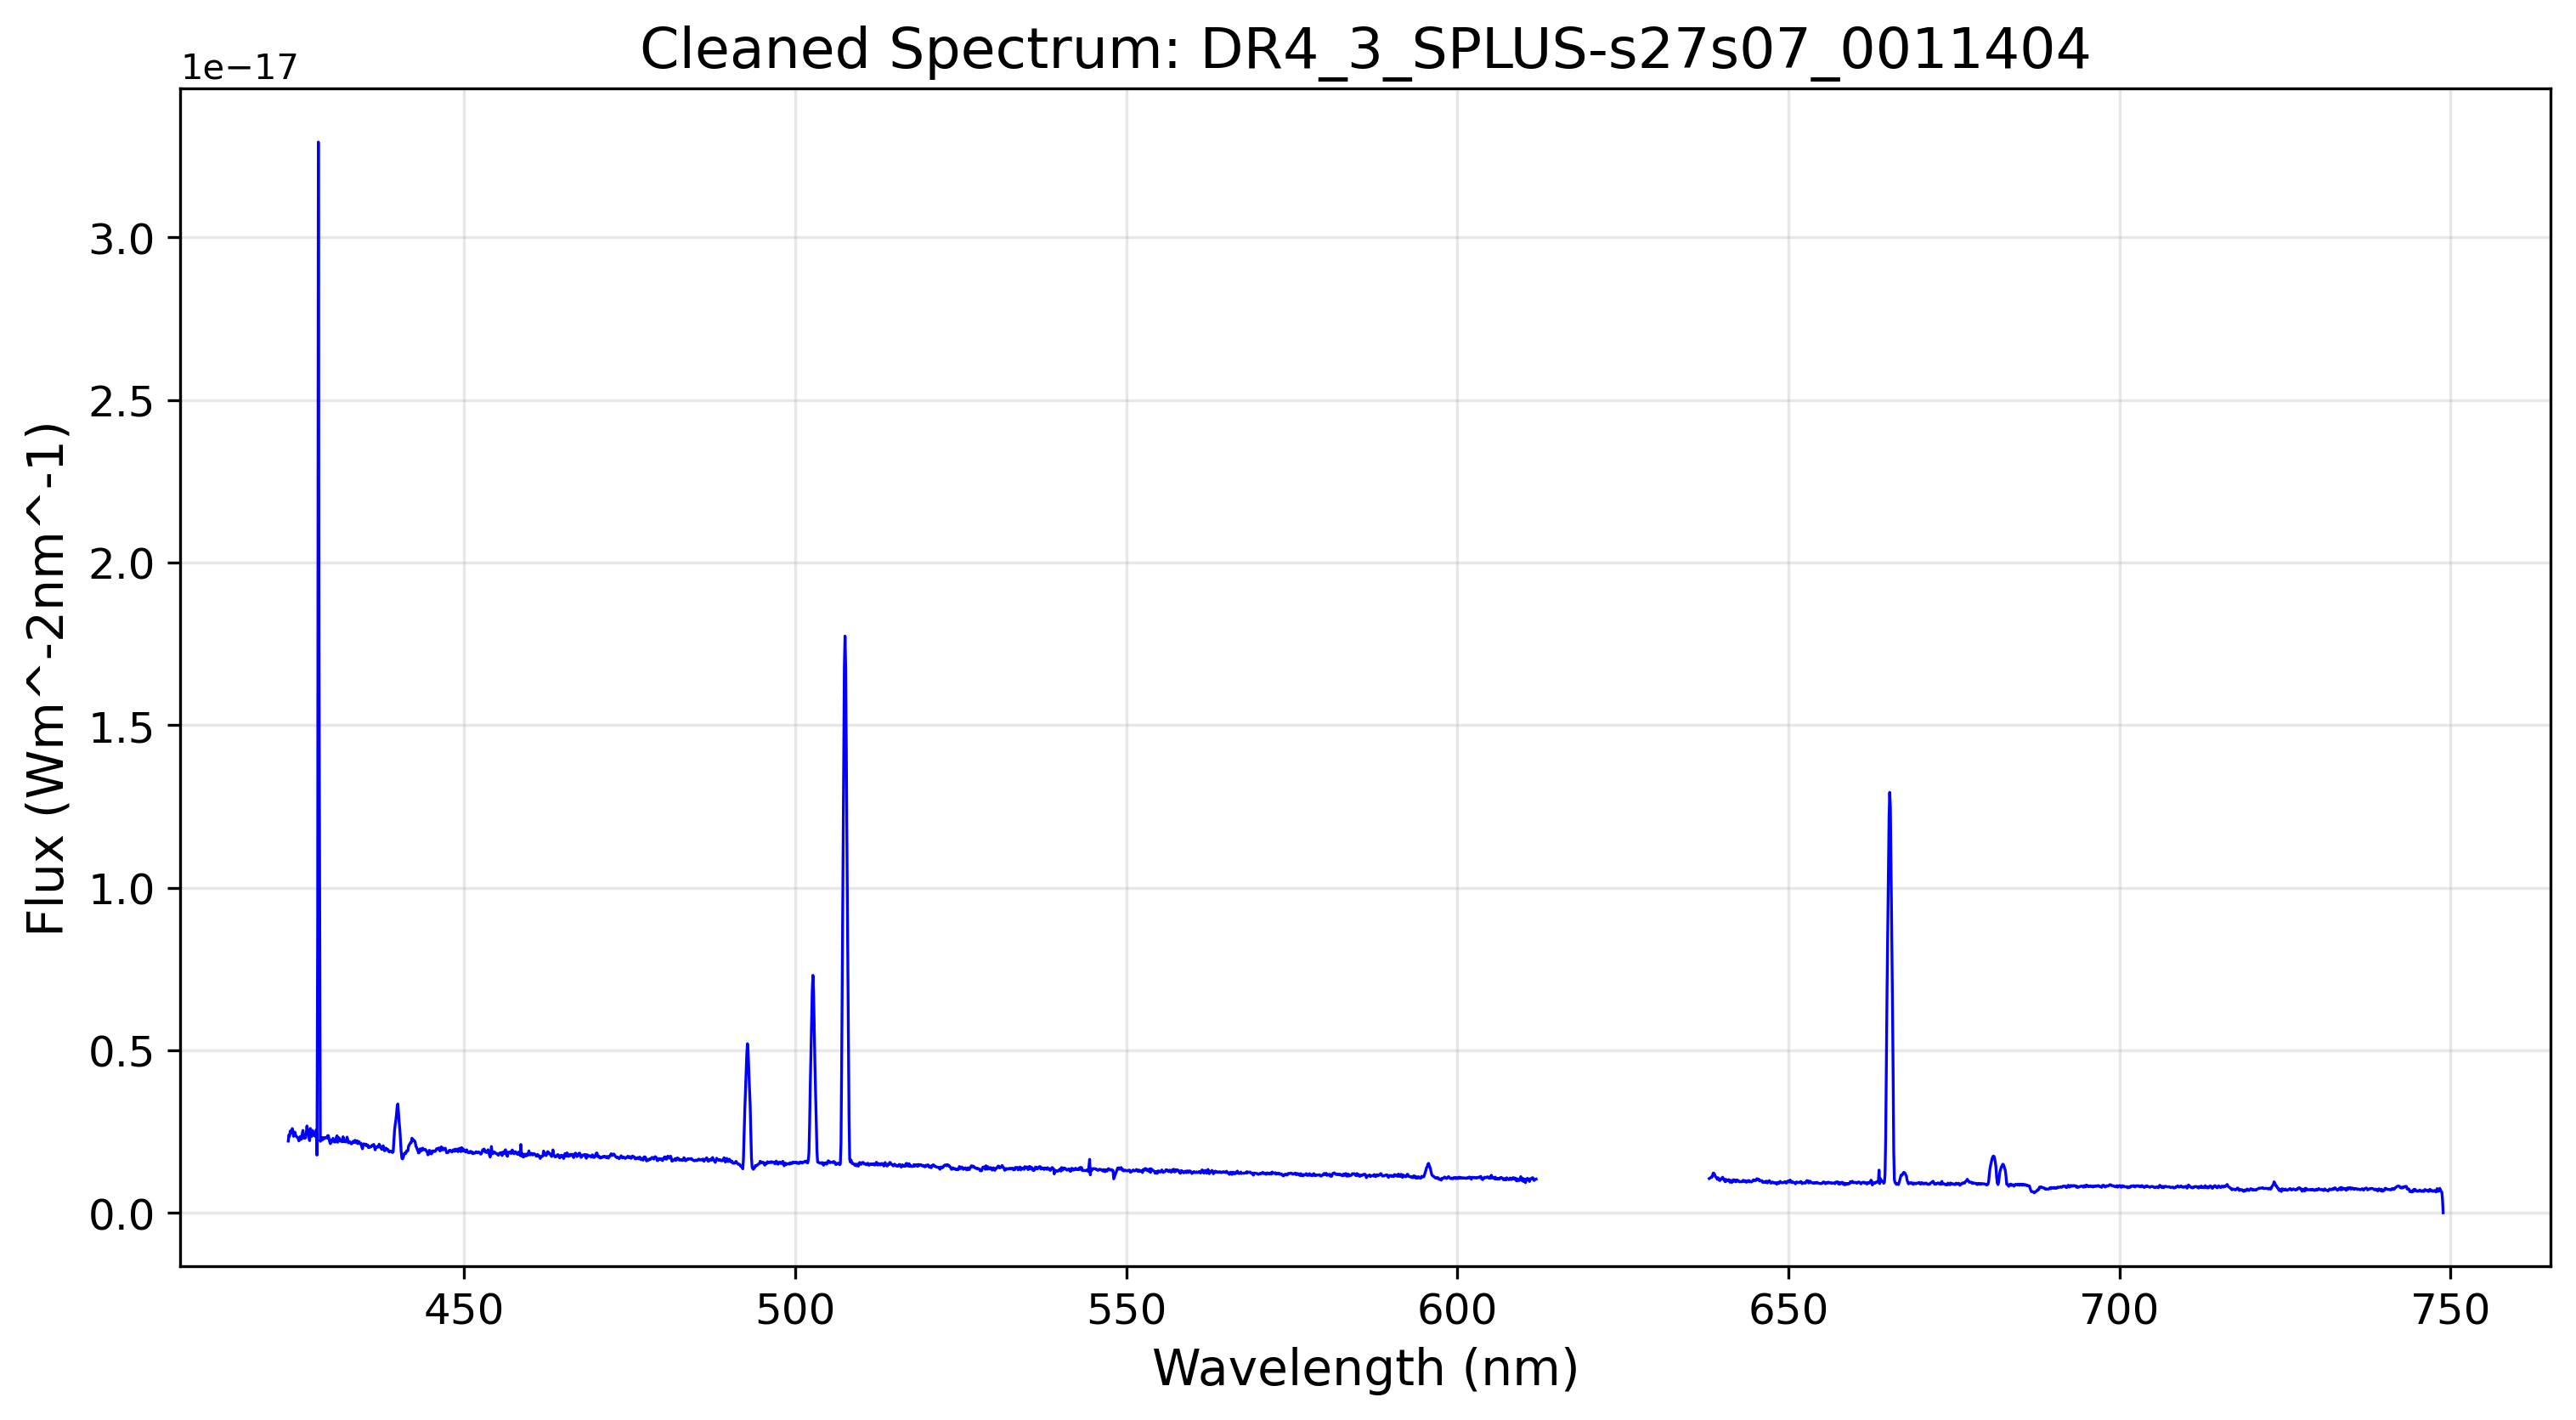 Cleaned Spectrum: DR4_3_SPLUS-s27s07_0011404
1e−17
3.0
2.5
2.0
1.5
1.0
0.5
0.0
Flux (Wm^-2nm^-1)
450 500 550 600 650 700 750
Wavelength (nm)